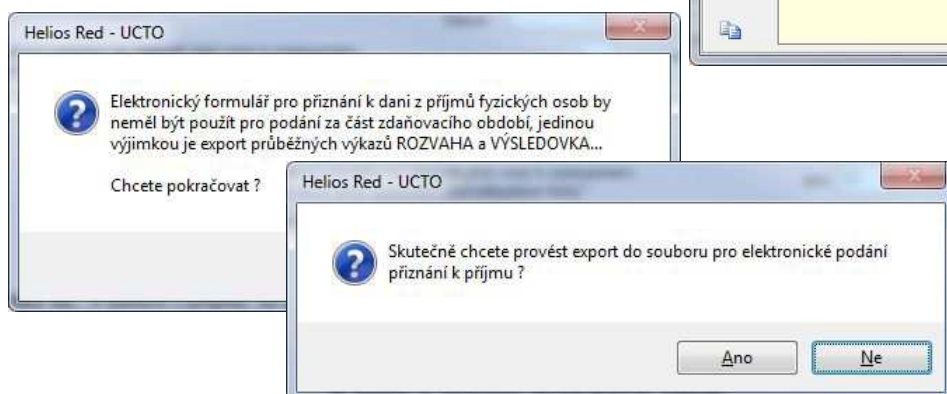 Helios Red - UCTO
Elektronický formulář pro přiznání k dani z příjmů fyzických osob by
neměl být použít pro podání za část zdaňovacího období, jedinou
výjimkou je export průběžných výkazů ROZVAHA a VÝSLEDOVKA...
Chcete pokračovat ?
Helios Red - UCTO
Skutečně chcete provést export do souboru pro elektronické podání
přiznání k příjmu ?
Ano
Ne